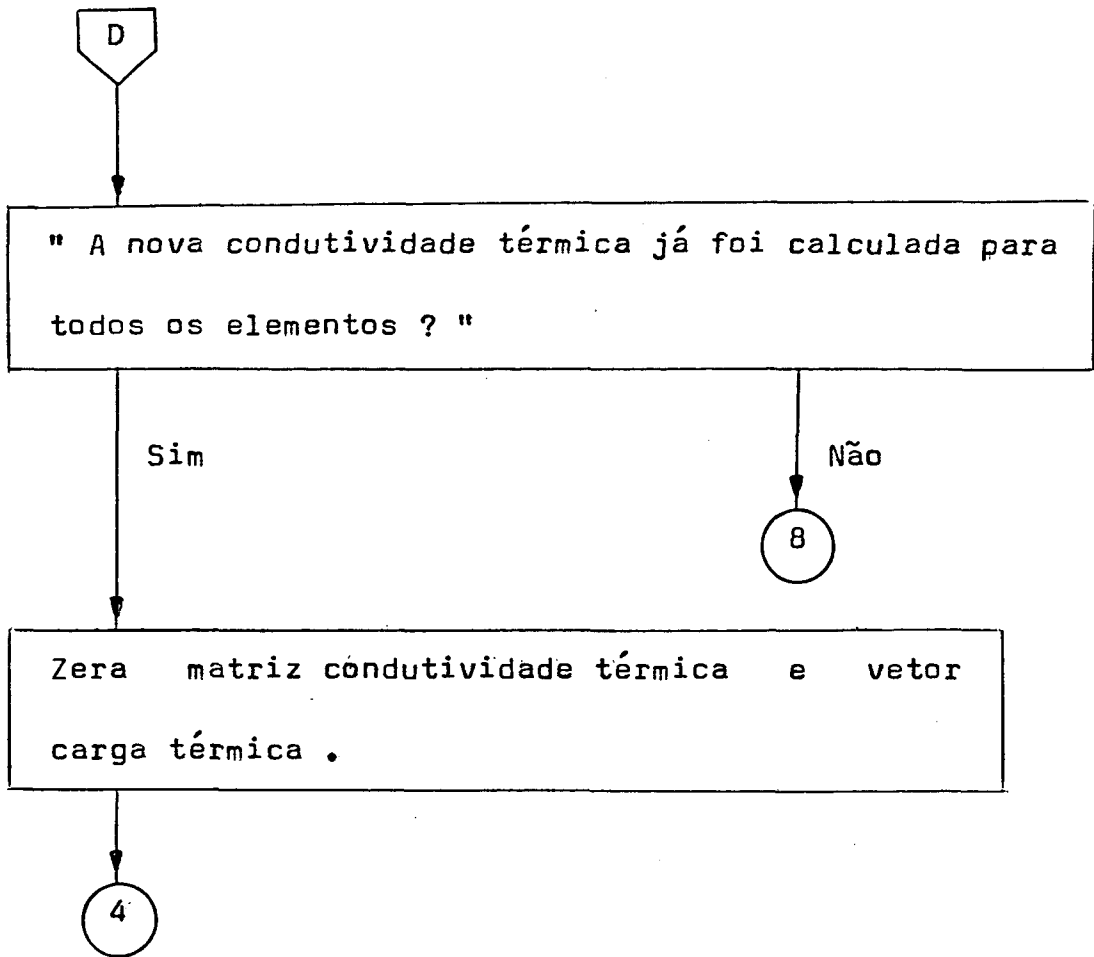 D
" A nova condutividade térmica já foi calculada para
todos os elementos ? "
Sim
Não
8
Zera matriz condutividade térmica e vetor
carga térmica .
4